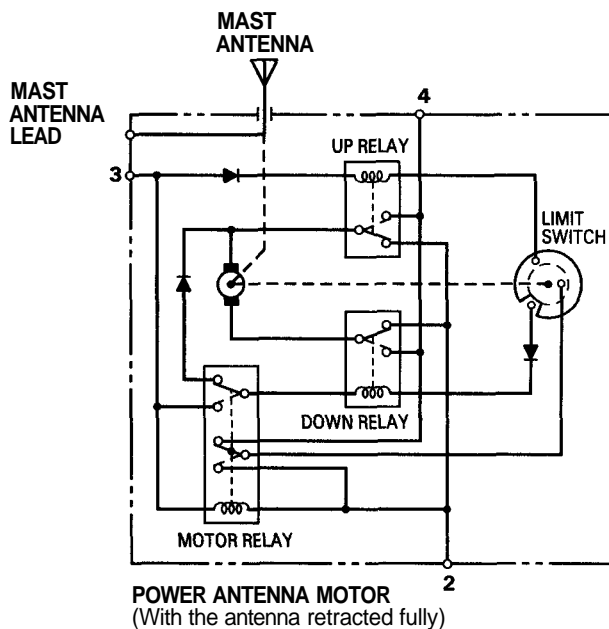 MAST
ANTENNA
MAST
ANTENNA
LEAD
4
3
UP RELAY
LIMIT
SWITCH
DOWN RELAY
MOTOR RELAY
2
POWER ANTENNA MOTOR
(With the antenna retracted fully)